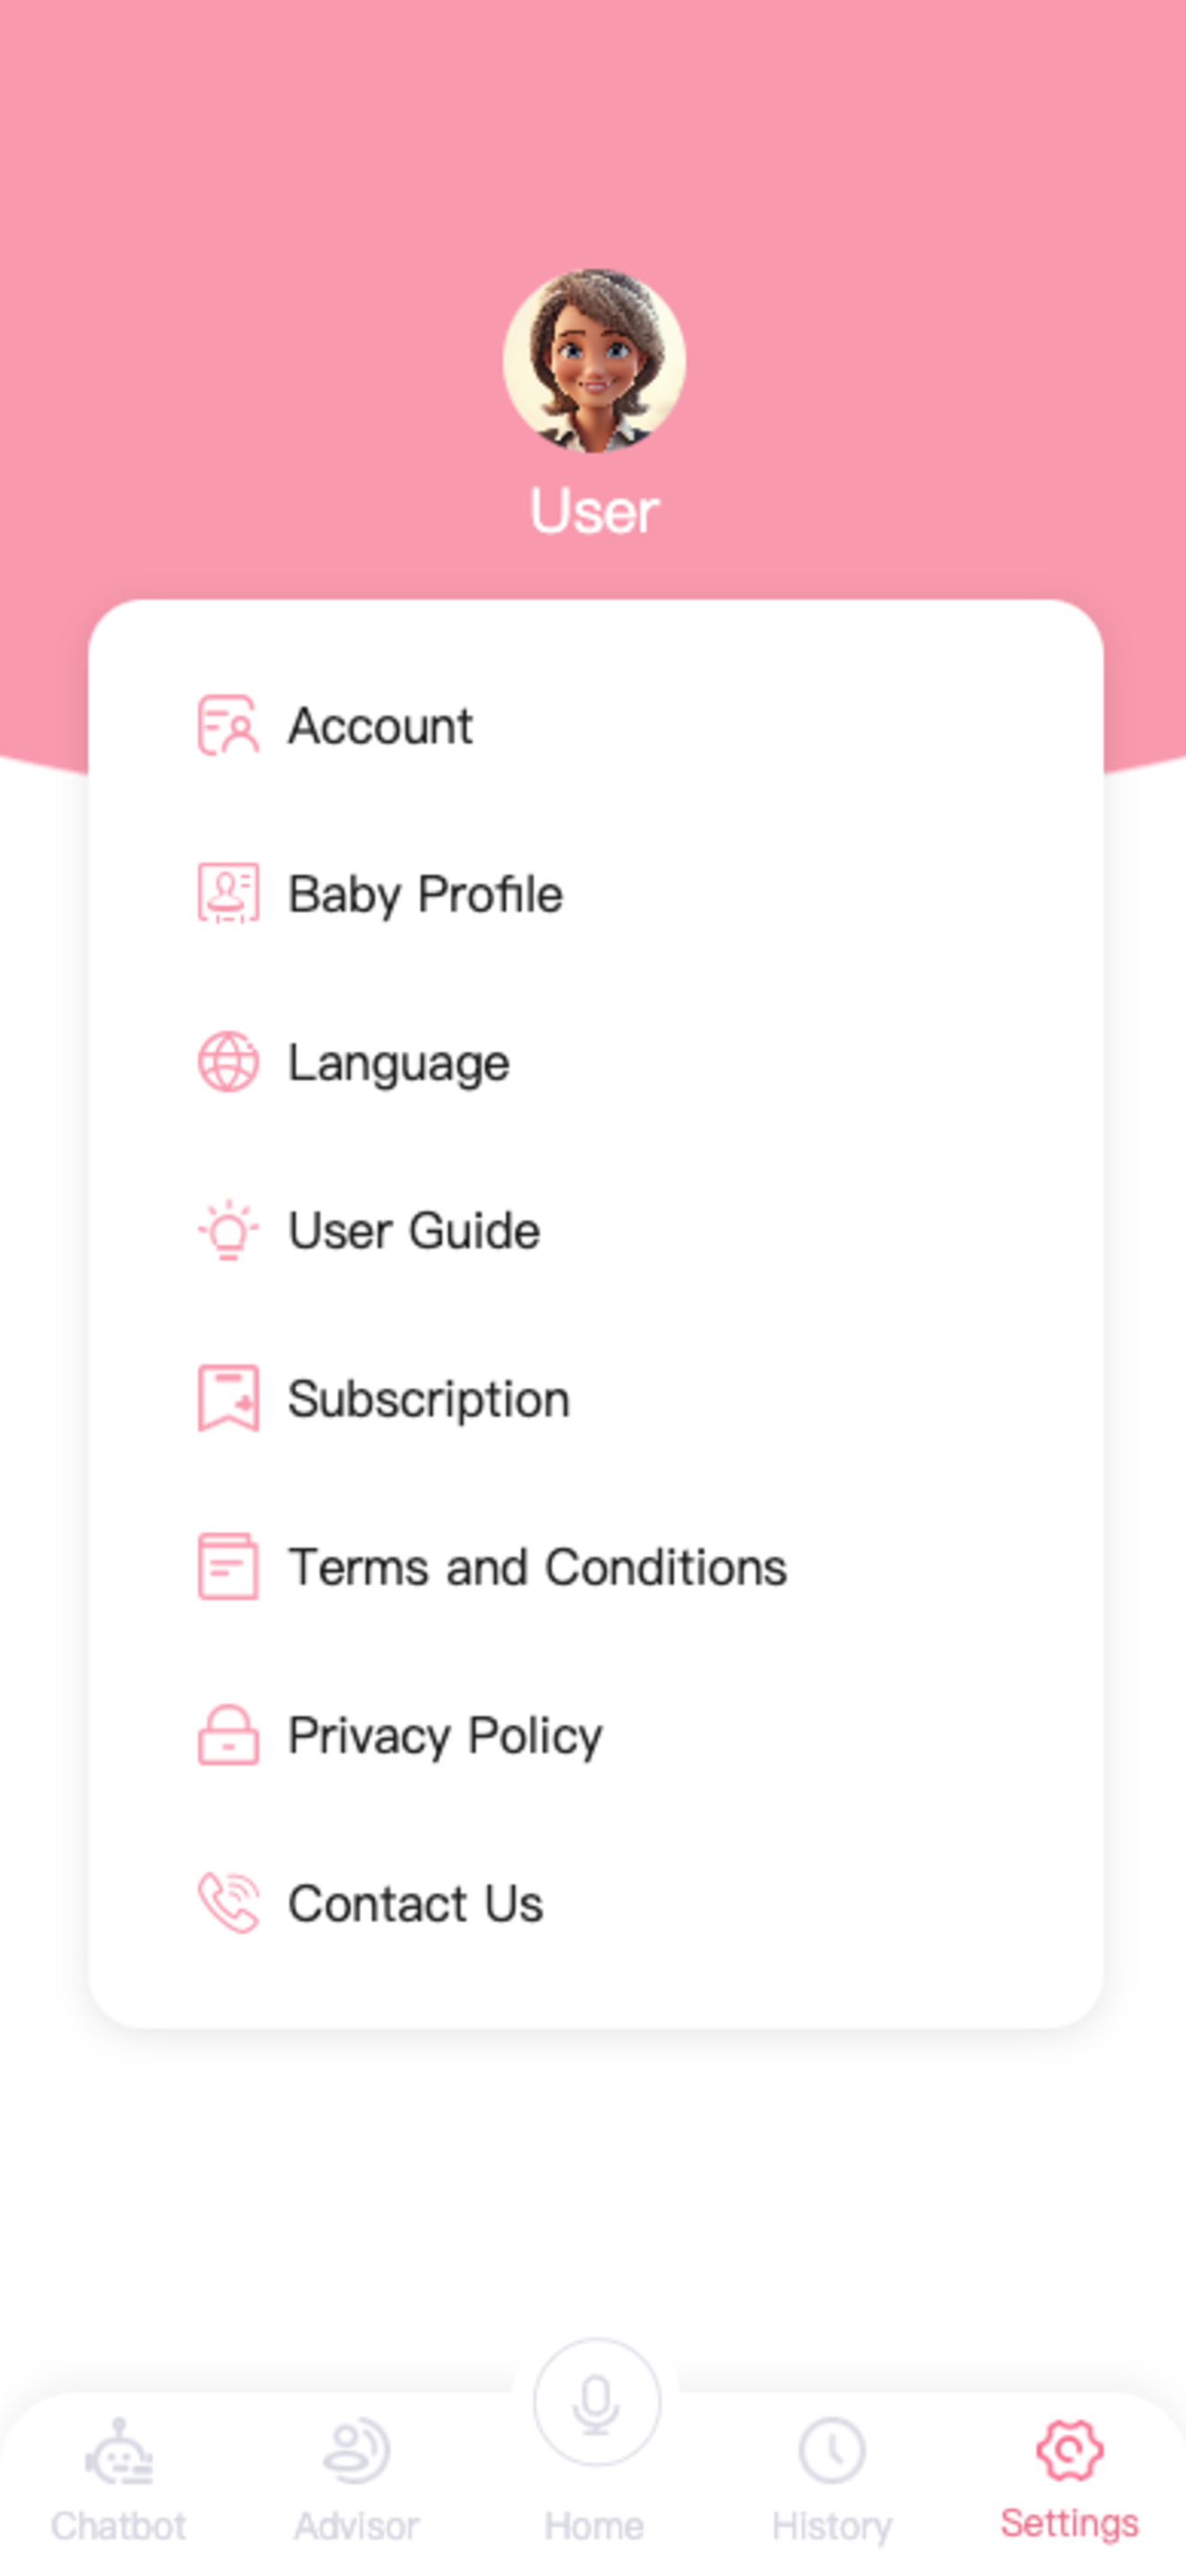 User
Account
Baby Profile
Language
User Guide
Subscription
Terms and Conditions
Privacy Policy
Contact Us
Chatbot
Advisor
Home
History
Settings